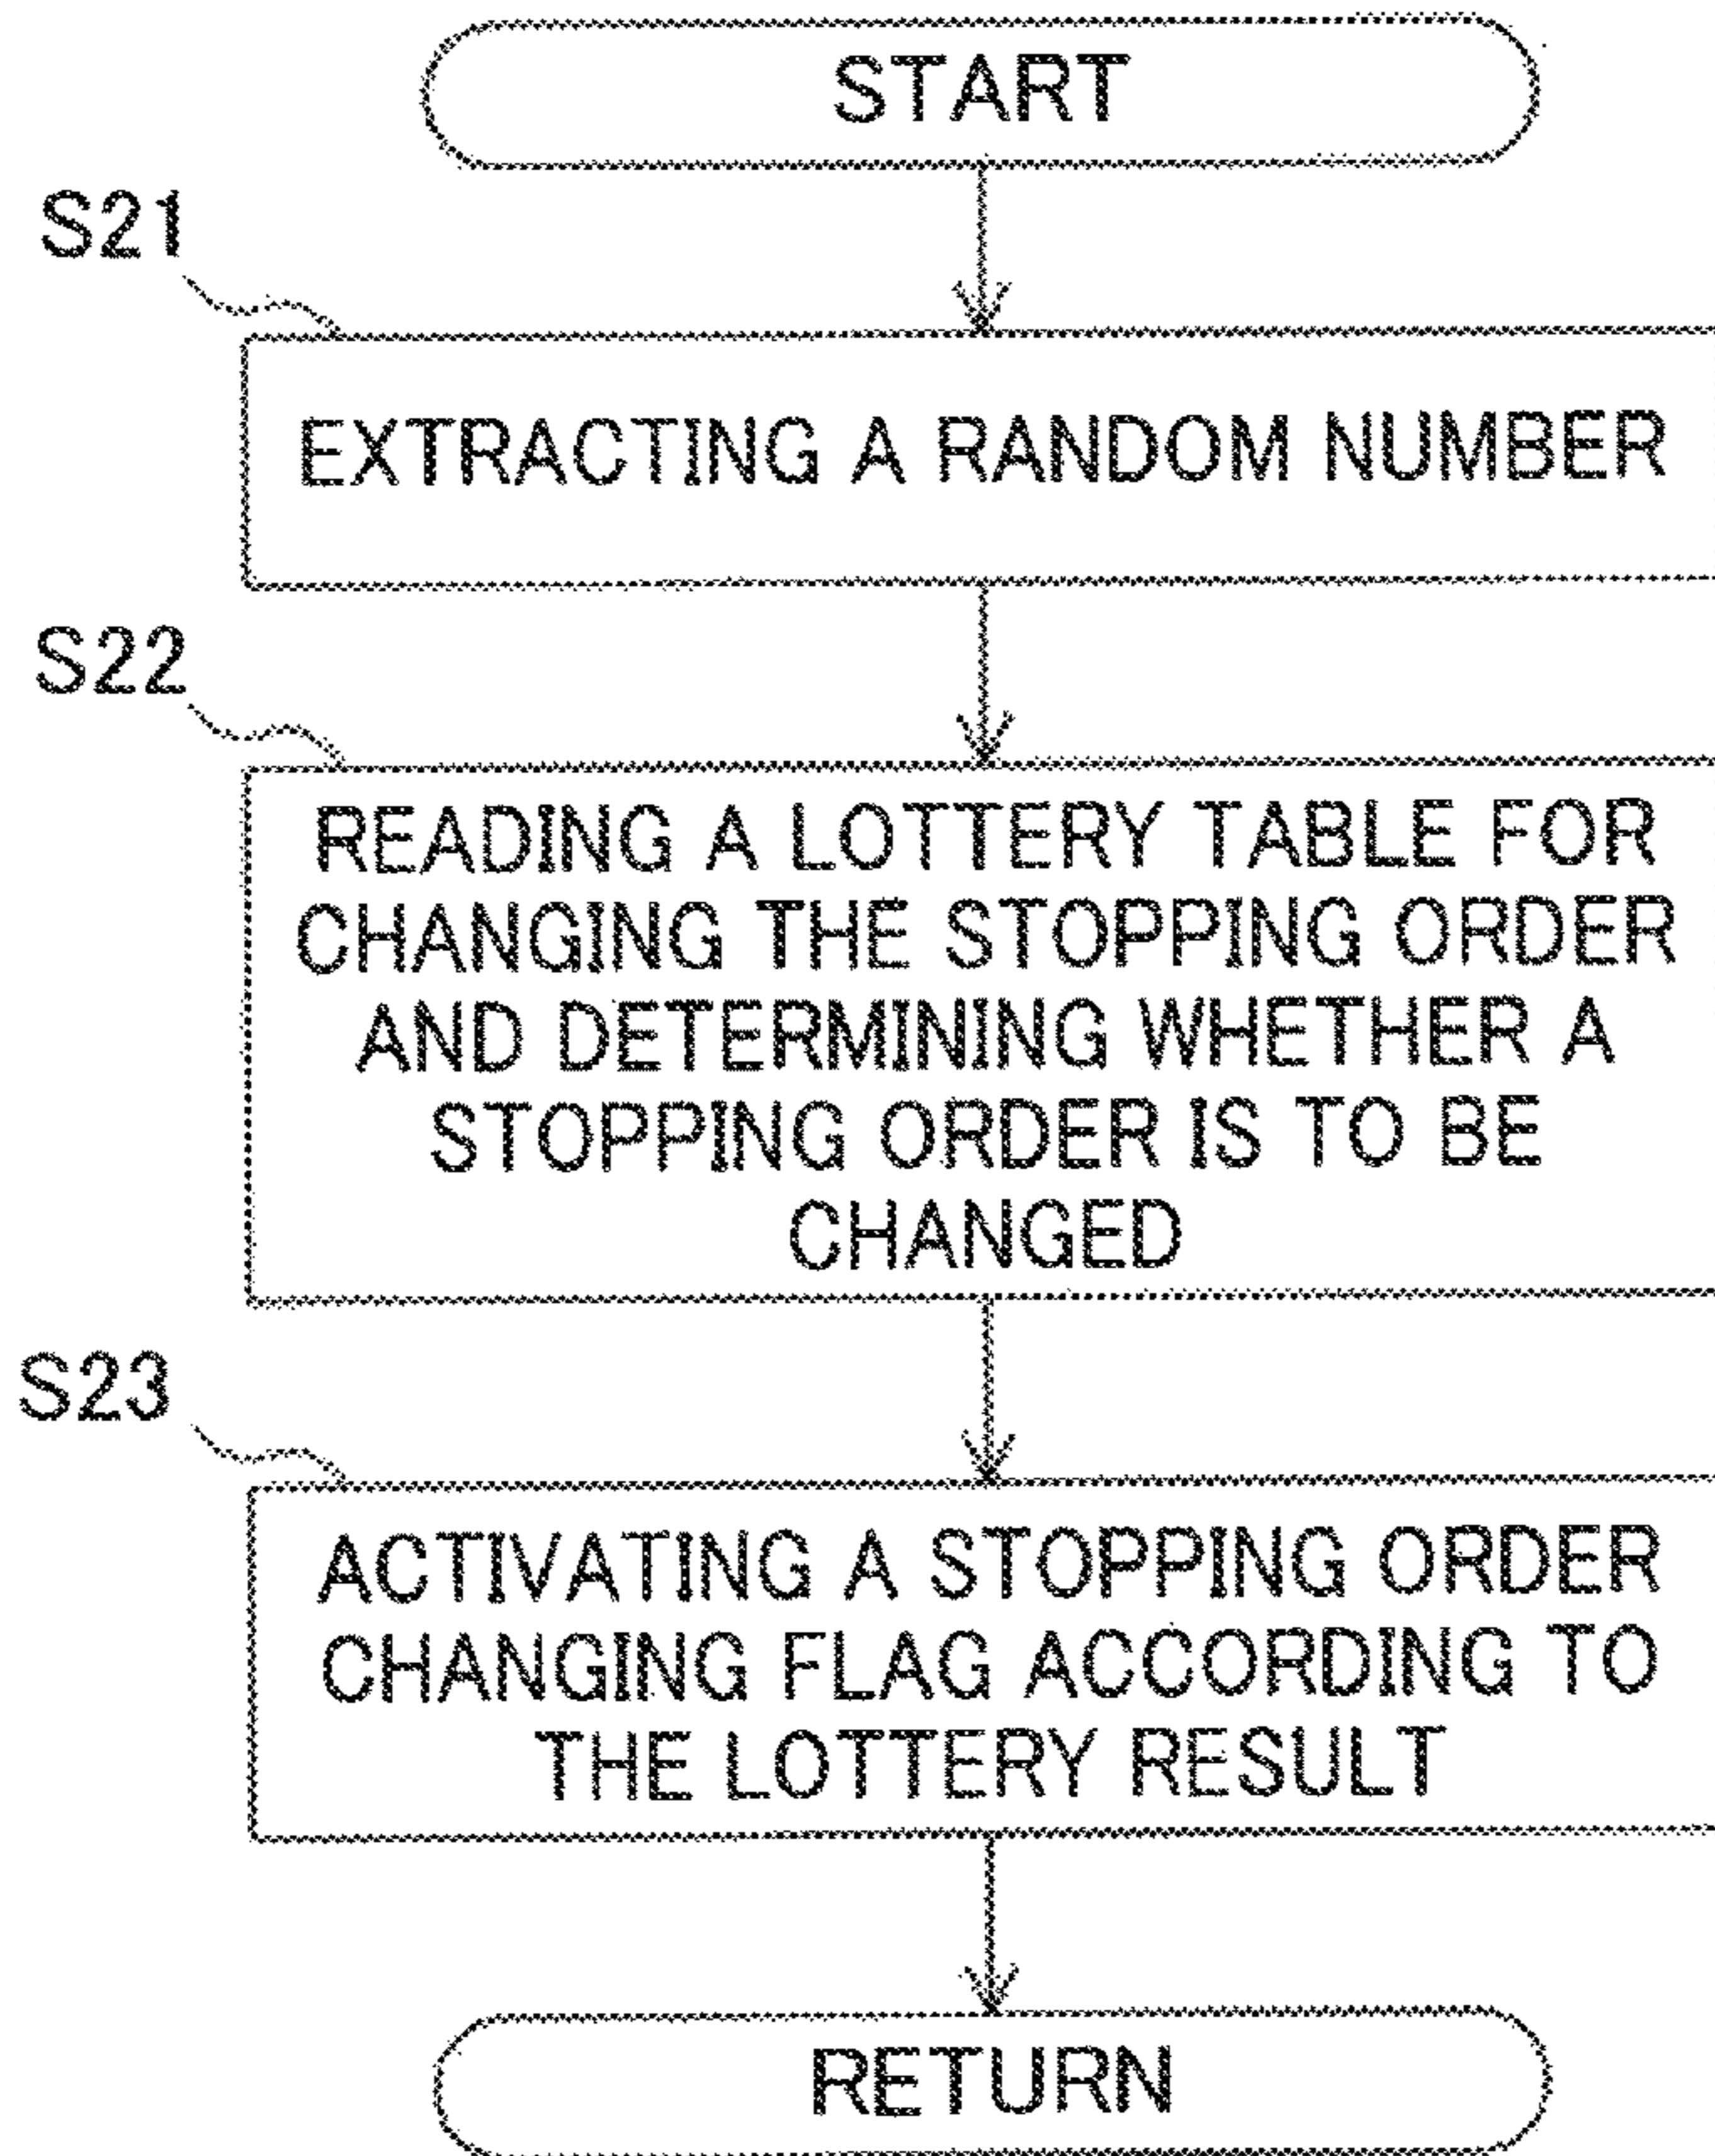 START
S21
EXTRACTING A RANDOM NUMBER
S22
READING A LOTTERY TABLE FOR
CHANGING THE STOPPING ORDER
AND DETERMINING WHETHER A
STOPPING ORDER IS TO BE
CHANGED
S23
ACTIVATING A STOPPING ORDER
CHANGING FLAG ACCORDING TO
THE LOTTERY RESULT
RETURN